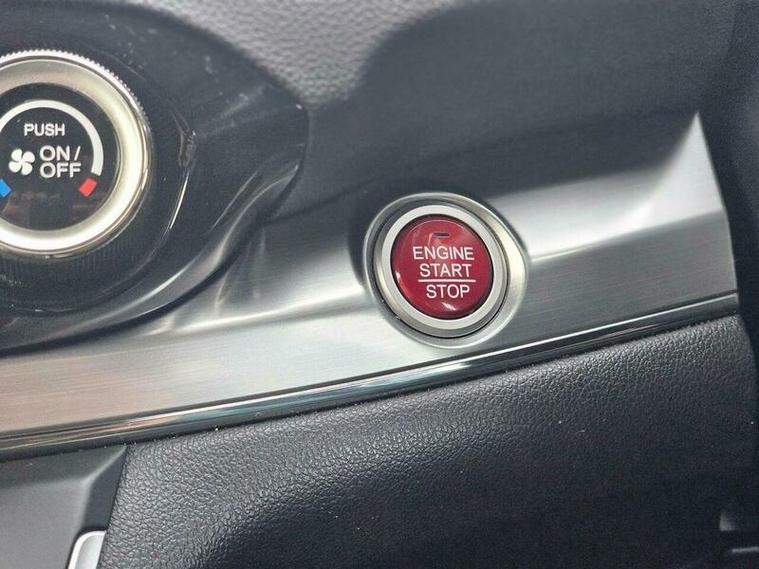 PUSH
ON/
OFF
ENGINE
START
STOP